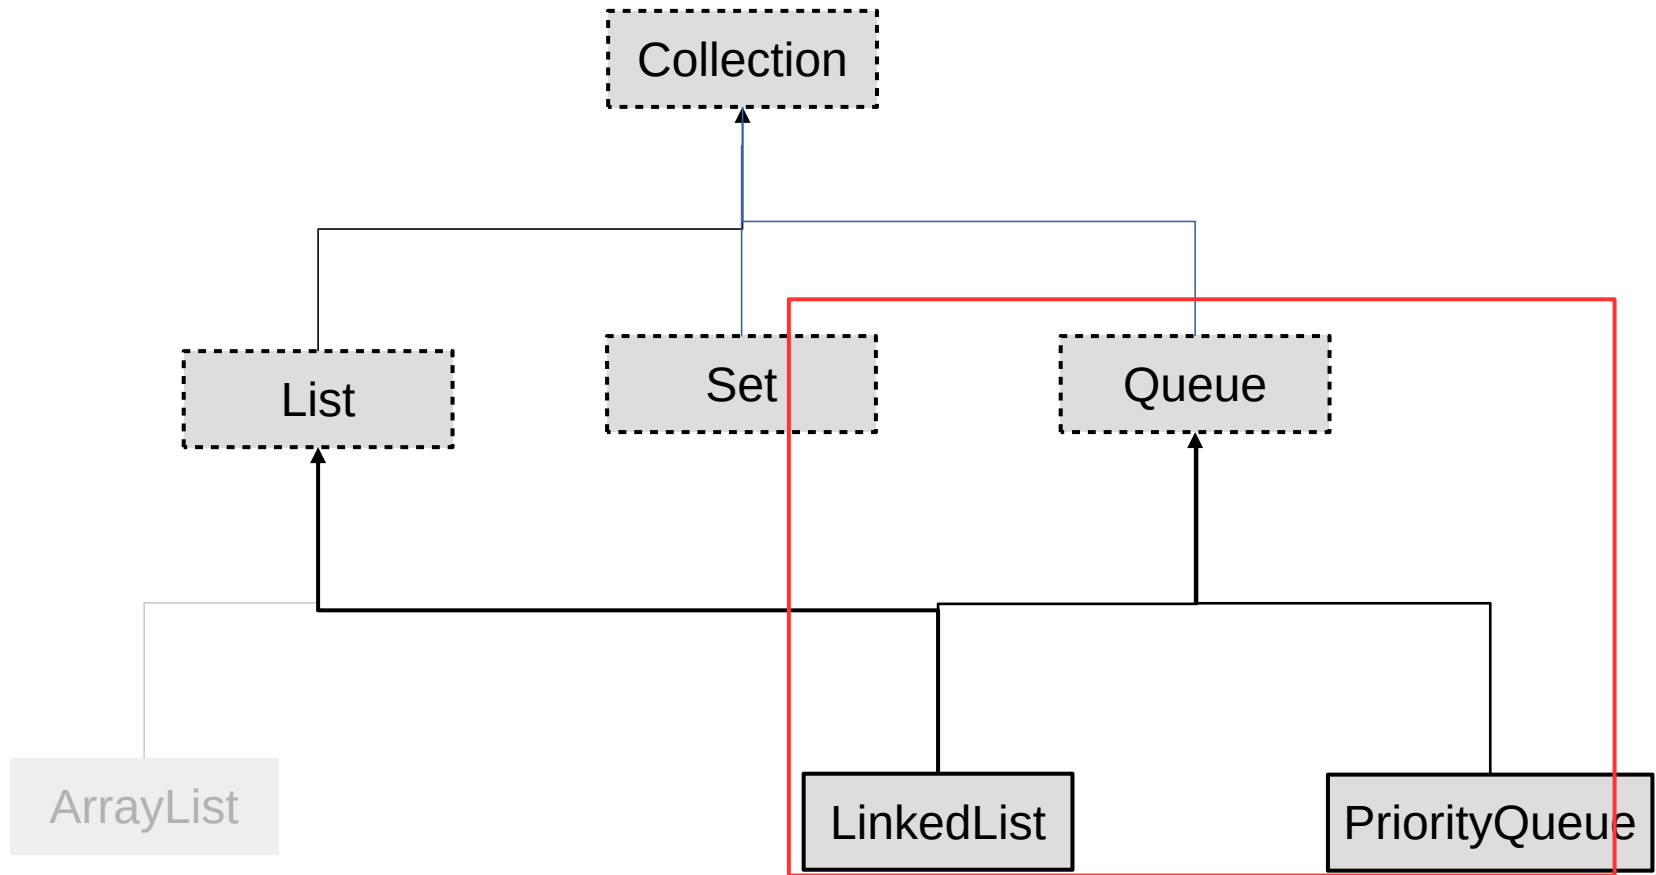 Collection
List
Set
Queue
ArrayList
LinkedList
PriorityQueue